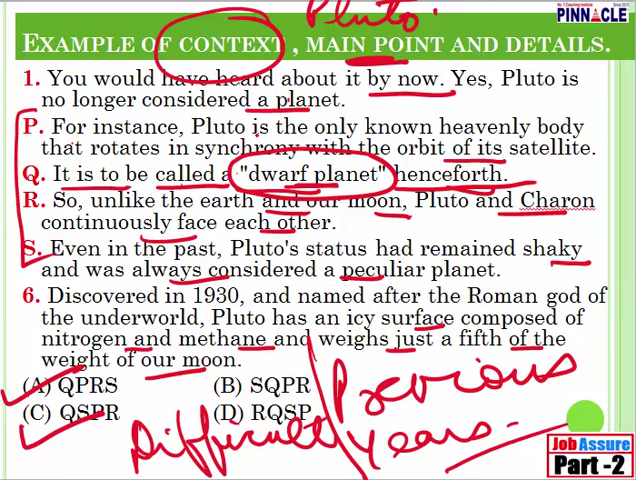 Pluto.
No.1 Coaching Institute
PINNACLE
EXAMPLE OF CONTEXT , MAIN POINT AND DETAILS.
1. You would have heard about it by now. Yes, Pluto is
no longer considered a planet.
P. For instance, Pluto is the only known heavenly body
that rotates in synchrony with the orbit of its satellite.
Q. It is to be called a "dwarf planet" henceforth.
R. So, unlike the earth and our moon, Pluto and Charon
continuously face each other.
S. Even in the past, Pluto's status had remained shaky
and was always considered a peculiar planet.
6. Discovered in 1930, and named after the Roman god of
the underworld, Pluto has an icy surface composed of
nitrogen and methane and weighs just a fifth of the
weight of our moon.
(A) QPRS (B) SQPR
(C) QSPR (D) RQSP
Difficult/Previous
Years.
JobAssure
Part -2